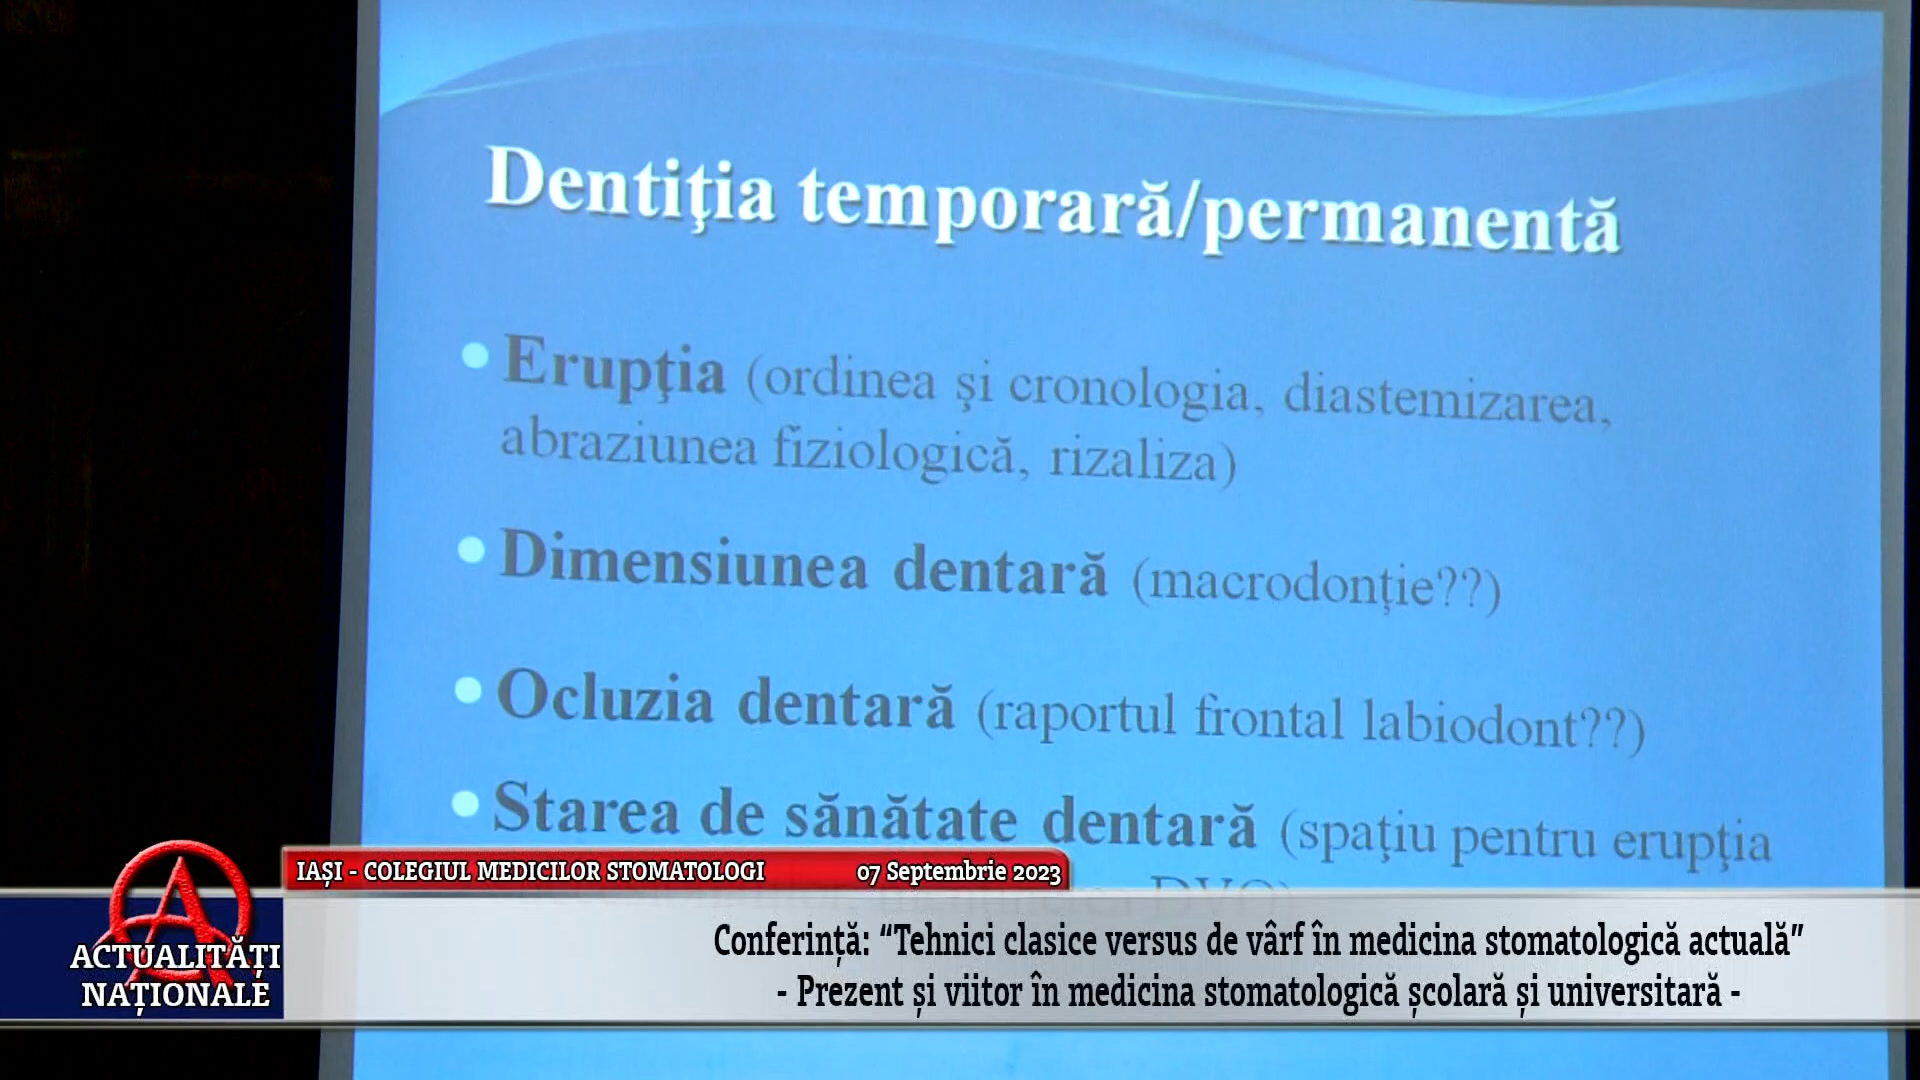 Dentiţia temporară/permanentă
• Erupţia (ordinea şi cronologia, diastemizarea,
abraziunea fiziologică, rizaliza)
• Dimensiunea dentară (macrodonţie??)
• Ocluzia dentară (raportul frontal labiodont??)
• Starea de sănătate dentară (spaţiu pentru erupţia
DVO)
IAȘI - COLEGIUL MEDICILOR STOMATOLOGI 07 Septembrie 2023
ACTUALITĂȚI
NAȚIONALE
Conferință: “Tehnici clasice versus de vârf în medicina stomatologică actuală”
- Prezent și viitor în medicina stomatologică școlară și universitară -